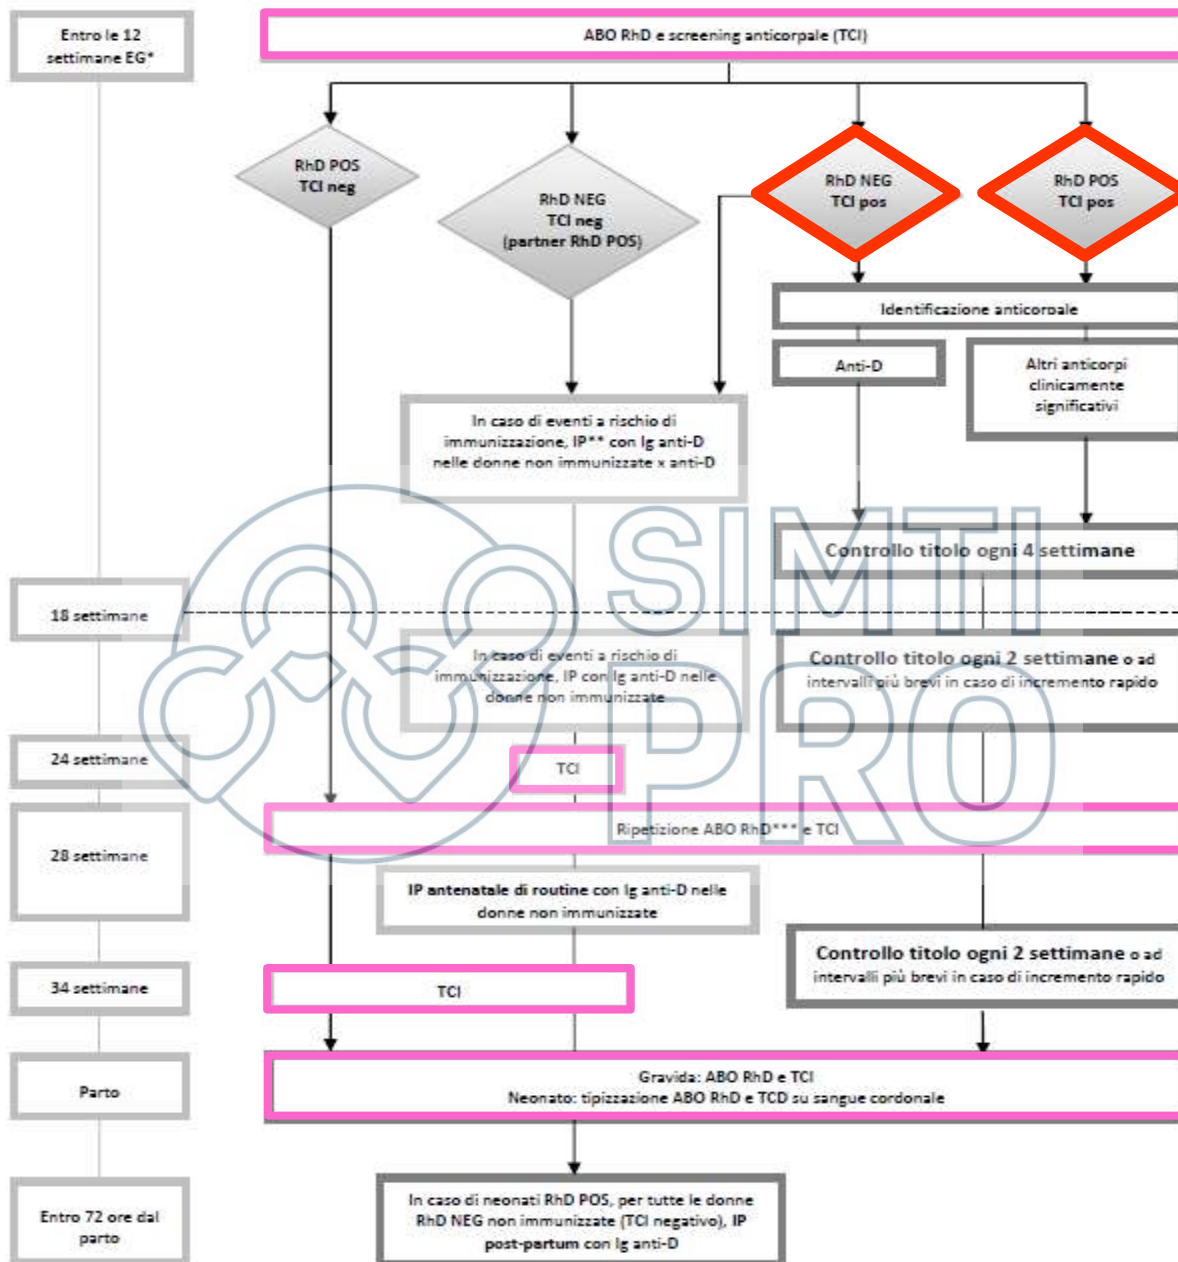 Entro le 12
settimane EG*
ABO RhD e screening anticorpale (TCI)
RhD POS
TCI neg
RhD NEG
TCI neg
(partner RhD POS)
RhD NEG
TCI pos
RhD POS
TCI pos
Identificazione anticorpale
Anti-D
Altri anticorpi
clinicamente
significativi
In caso di eventi a rischio di
immunizzazione, IP** con Ig anti-D
nelle donne non immunizzate x anti-D
Controllo titolo ogni 4 settimane
18 settimane
In caso di eventi a rischio di
immunizzazione, IP con Ig anti-D nelle
donne non immunizzate
Controllo titolo ogni 2 settimane o ad
intervalli più brevi in caso di incremento rapido
SIMTI
PRO
24 settimane
TCI
28 settimane
Ripetizione ABO RhD*** e TCI
IP antenatale di routine con Ig anti-D nelle
donne non immunizzate
Controllo titolo ogni 2 settimane o ad
intervalli più brevi in caso di incremento rapido
34 settimane
TCI
Parto
Gravida: ABO RhD e TCI
Neonato: tipizzazione ABO RhD e TCD su sangue cordonale
Entro 72 ore dal
parto
In caso di neonati RhD POS, per tutte le donne
RhD NEG non immunizzate (TCI negativo), IP
post-partum con Ig anti-D